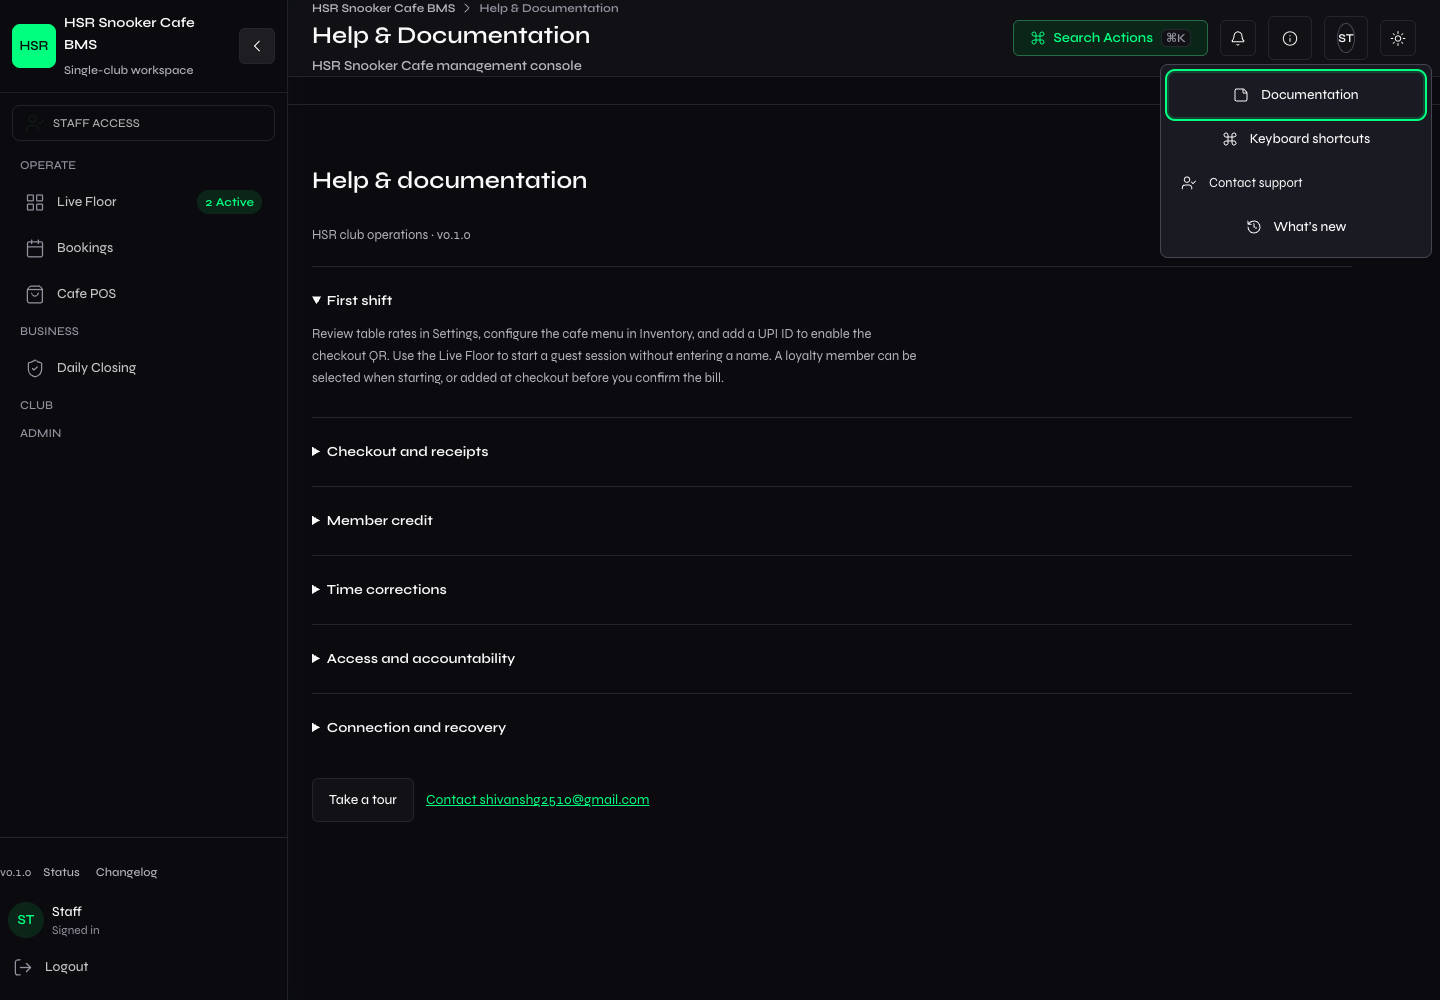 HSR
HSR Snooker Cafe
BMS
Single-club workspace
STAFF ACCESS
OPERATE
Live Floor
2 Active
Bookings
Cafe POS
BUSINESS
Daily Closing
CLUB
ADMIN
v0.1.0 Status Changelog
ST
Staff
Signed in
Logout
HSR Snooker Cafe BMS > Help & Documentation
Help & Documentation
HSR Snooker Cafe management console
Search Actions ⌘K
ST
Documentation
Keyboard shortcuts
Contact support
What's new
Help & documentation
HSR club operations · v0.1.0
First shift
Review table rates in Settings, configure the cafe menu in Inventory, and add a UPI ID to enable the
checkout QR. Use the Live Floor to start a guest session without entering a name. A loyalty member can be
selected when starting, or added at checkout before you confirm the bill.
Checkout and receipts
Member credit
Time corrections
Access and accountability
Connection and recovery
Take a tour
Contact shivanshg2510@gmail.com